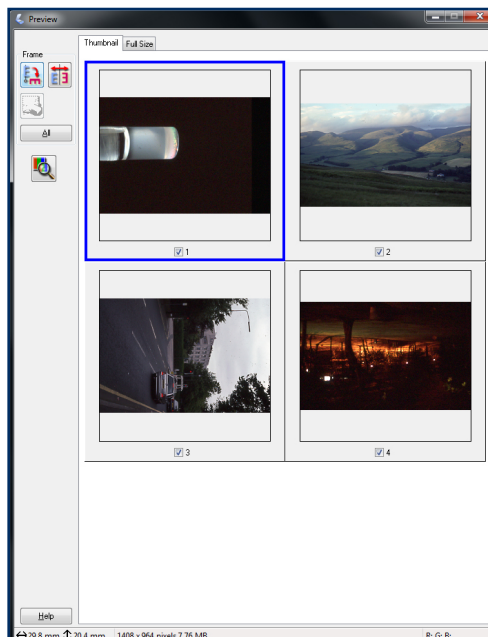 Preview
Thumbnail Full Size
Frame
All
1
2
3
4
Help
29.8 mm 20.4 mm 1408 x 964 pixels 7.76 MB R: G: B: